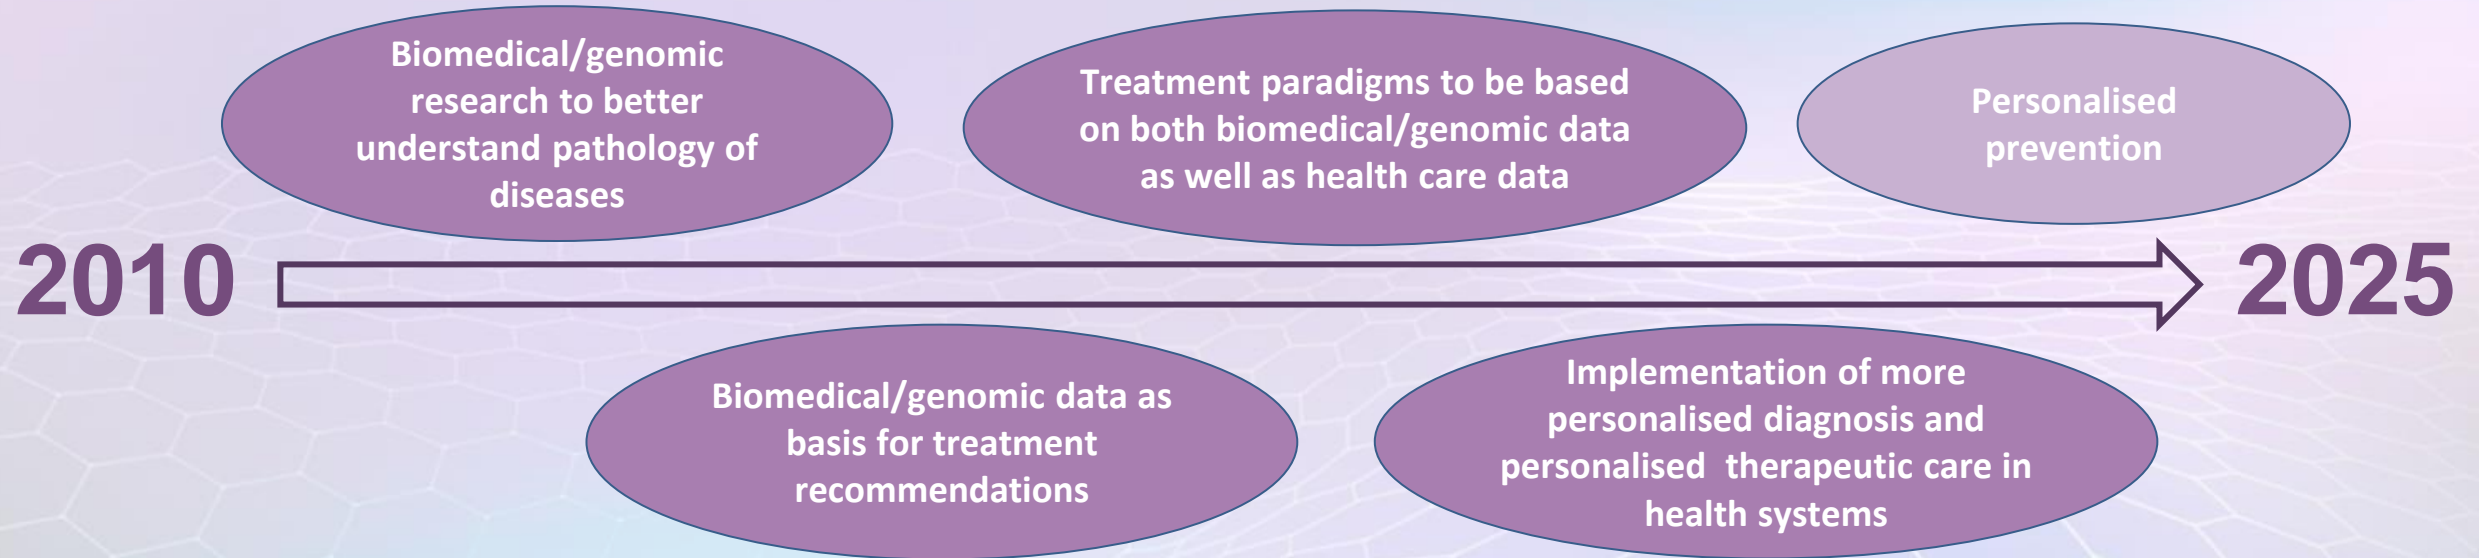 Biomedical/genomic
research to better
understand pathology of
diseases
Treatment paradigms to be based
on both biomedical/genomic data
as well as health care data
Personalised
prevention
2010
2025
Biomedical/genomic data as
basis for treatment
recommendations
Implementation of more
personalised diagnosis and
personalised  therapeutic care in
health systems